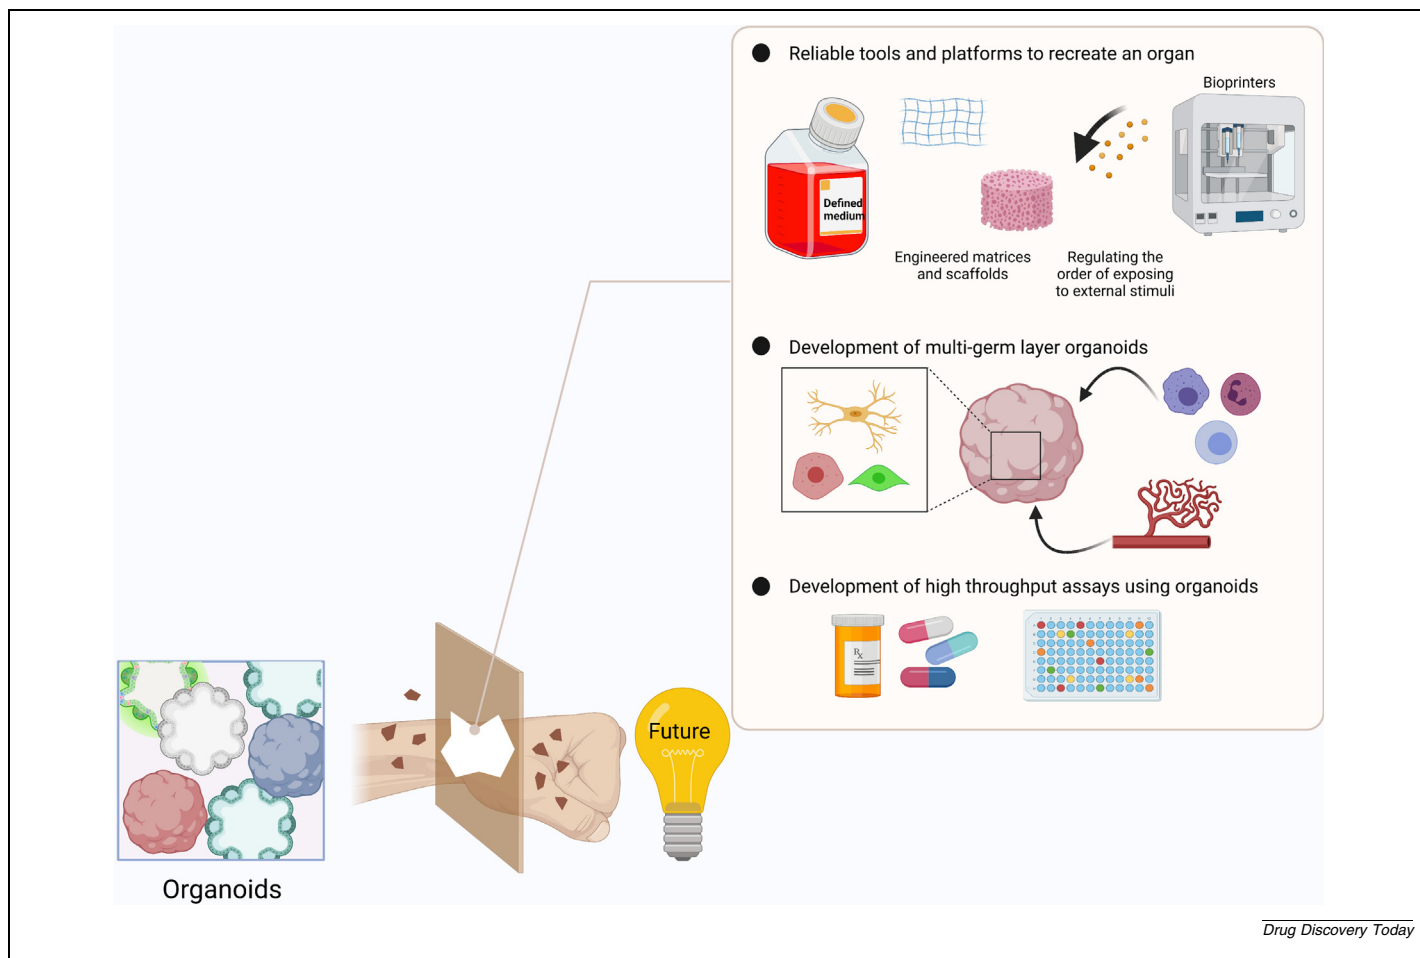 Reliable tools and platforms to recreate an organ
Bioprinters
Defined
medium
Engineered matrices
and scaffolds
Regulating the
order of exposing
to external stimuli
Development of multi-germ layer organoids
Development of high throughput assays using organoids
Rx
Future
Organoids
Drug Discovery Today